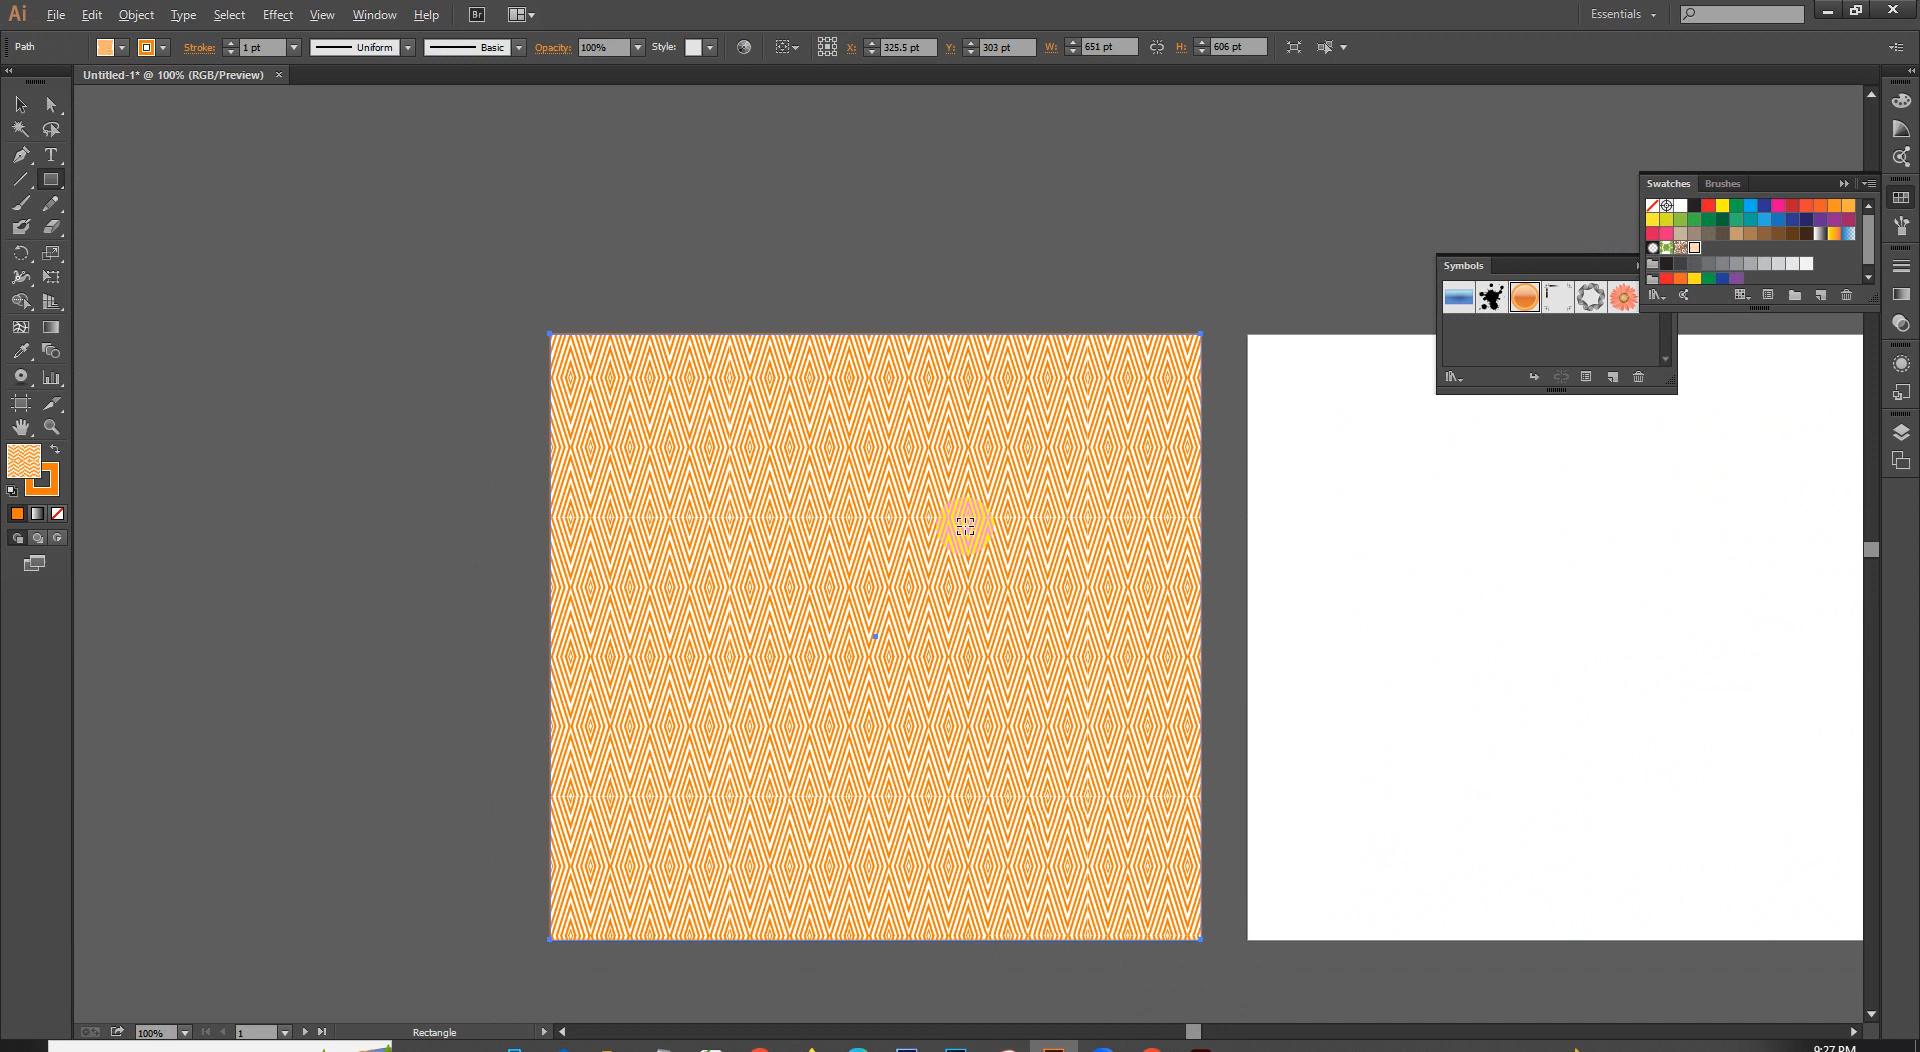 Ai File Edit Object Type Select Effect View Window Help Br Essentials
Path Stroke: 1 pt Uniform Basic Opacity: 100% Style: X: 325.5 pt Y: 303 pt W: 651 pt H: 606 pt
Untitled-1* @ 100% (RGB/Preview) ×
Swatches Brushes
Symbols
100% 1 Rectangle
9:27 PM